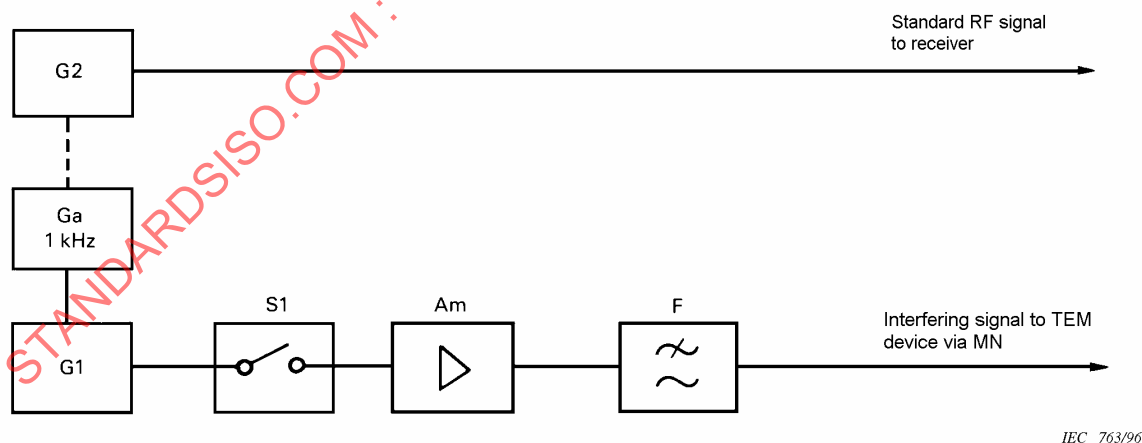 Standard RF signal
to receiver
G2
Ga
1 kHz
S1
Am
F
Interfering signal to TEM
device via MN
G1
STANDARDSISO.COM :
IEC 763/96